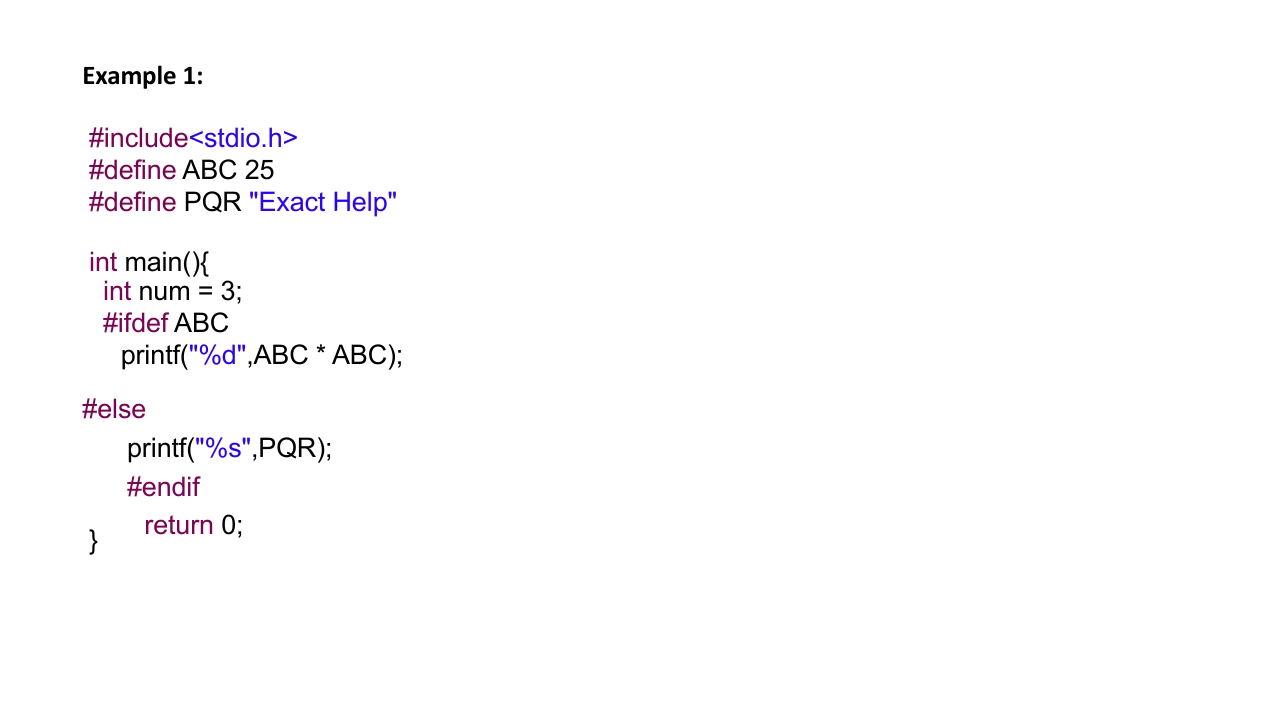 Example 1:
#include<stdio.h>
#define ABC 25
#define PQR "Exact Help"
int main(){
int num = 3;
#ifdef ABC
printf("%d",ABC * ABC);
#else
printf("%s",PQR);
#endif
return 0;
}